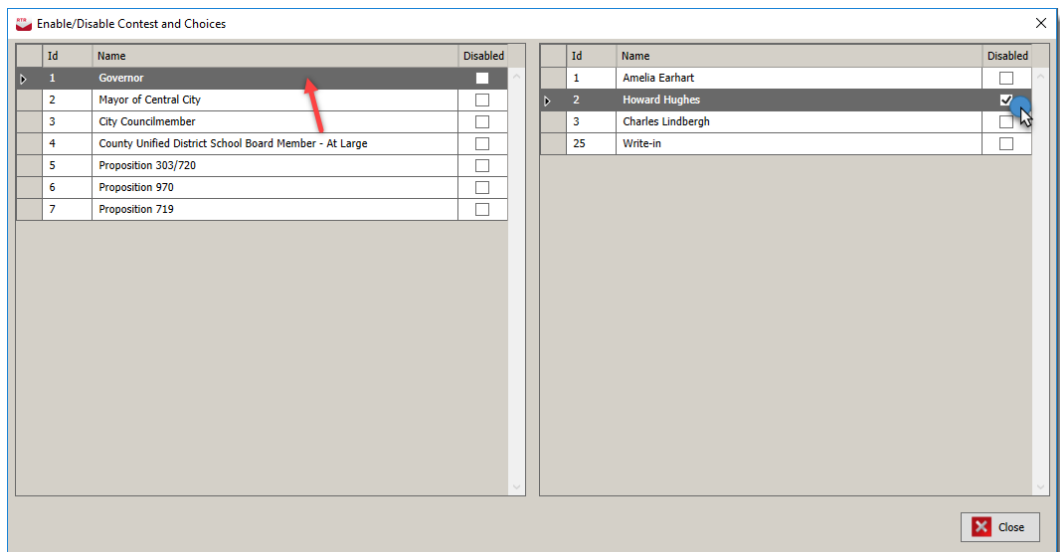 RTR Enable/Disable Contest and Choices
Id Name Disabled
1 Governor
2 Mayor of Central City
3 City Councilmember
4 County Unified District School Board Member - At Large
5 Proposition 303/720
6 Proposition 970
7 Proposition 719
Id Name Disabled
1 Amelia Earhart
2 Howard Hughes
3 Charles Lindbergh
25 Write-in
Close